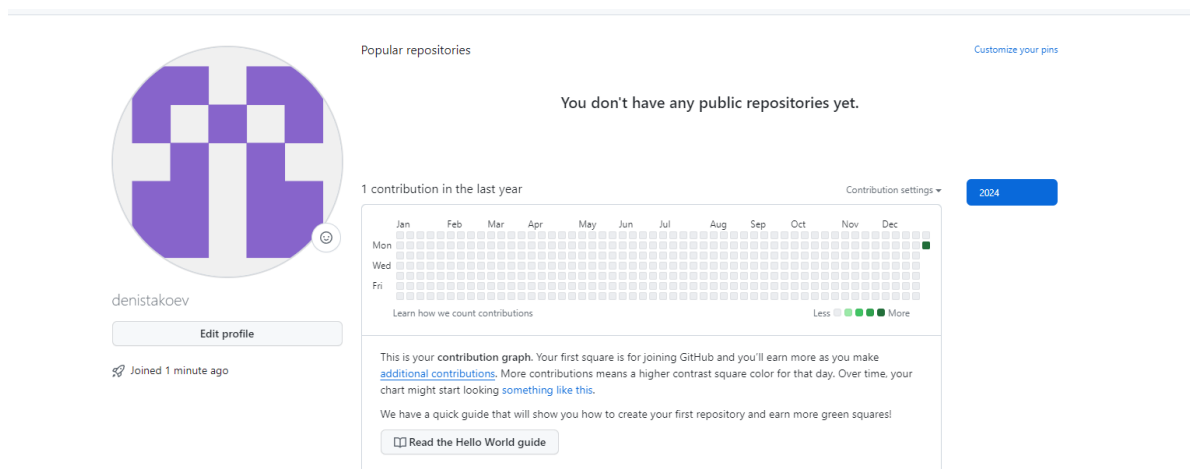 Popular repositories
Customize your pins
You don't have any public repositories yet.
1 contribution in the last year
Contribution settings
2024
Jan Feb Mar Apr May Jun Jul Aug Sep Oct Nov Dec
Mon
Wed
Fri
Learn how we count contributions
Less More
denistakoev
Edit profile
Joined 1 minute ago
This is your contribution graph. Your first square is for joining GitHub and you'll earn more as you make
additional contributions. More contributions means a higher contrast square color for that day. Over time, your
chart might start looking something like this.
We have a quick guide that will show you how to create your first repository and earn more green squares!
Read the Hello World guide